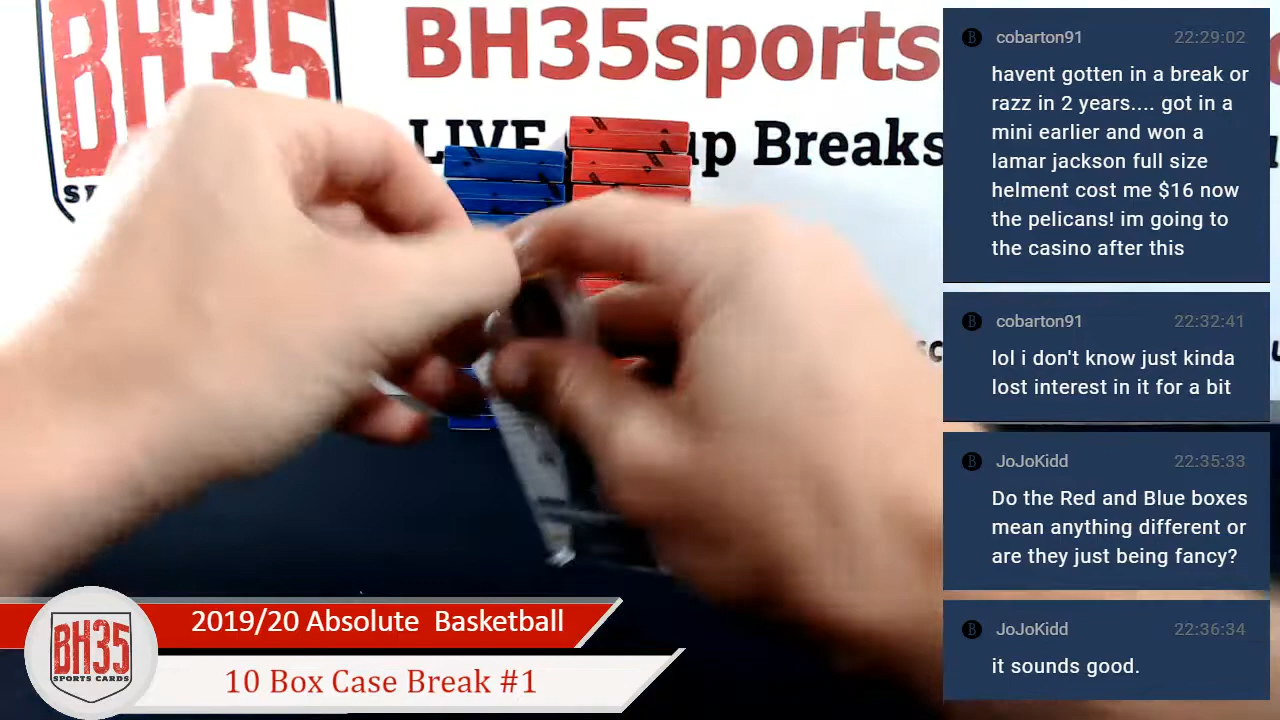 BH35
BH35sports
LIVE
up Breaks
cobarton91 22:29:02
havent gotten in a break or
razz in 2 years.... got in a
mini earlier and won a
lamar jackson full size
helment cost me $16 now
the pelicans! im going to
the casino after this
cobarton91 22:32:41
lol i don't know just kinda
lost interest in it for a bit
JoJoKidd 22:35:33
Do the Red and Blue boxes
mean anything different or
are they just being fancy?
JoJoKidd 22:36:34
it sounds good.
2019/20 Absolute Basketball
10 Box Case Break #1
BH35
SPORTS CARDS